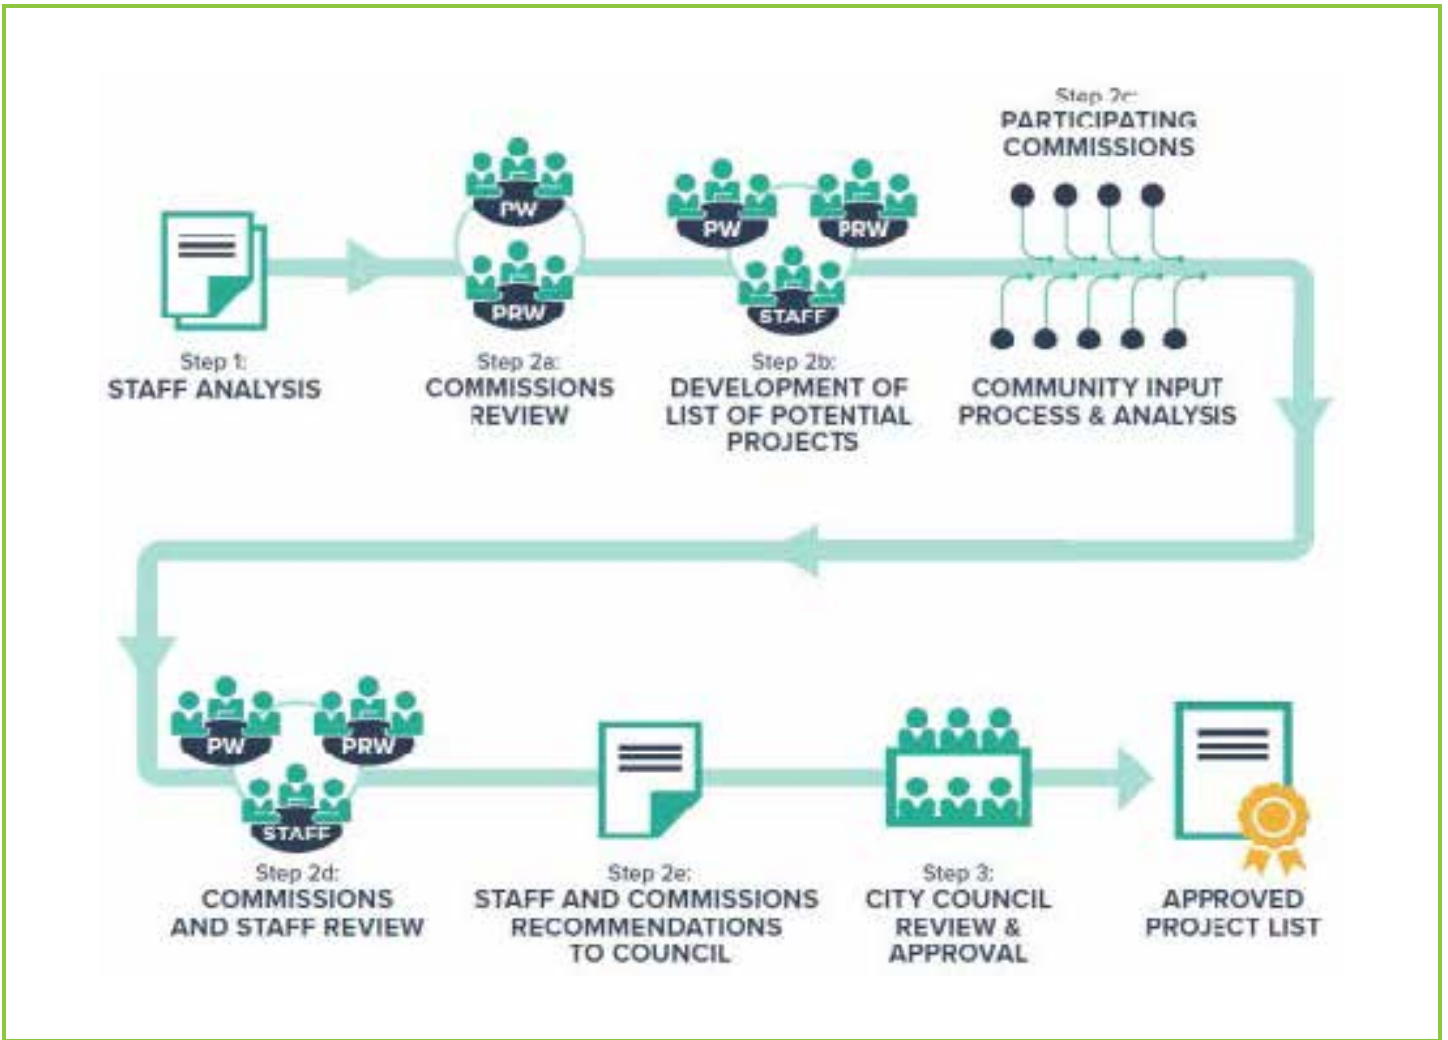 Step 2c:
PARTICIPATING
COMMISSIONS
PW
PRW
PW
PRW
STAFF
Step 1:
STAFF ANALYSIS
Step 2a:
COMMISSIONS
REVIEW
Step 2b:
DEVELOPMENT OF
LIST OF POTENTIAL
PROJECTS
COMMUNITY INPUT
PROCESS & ANALYSIS
PW
PRW
STAFF
Step 2d:
COMMISSIONS
AND STAFF REVIEW
Step 2e:
STAFF AND COMMISSIONS
RECOMMENDATIONS
TO COUNCIL
Step 3:
CITY COUNCIL
REVIEW &
APPROVAL
APPROVED
PROJECT LIST